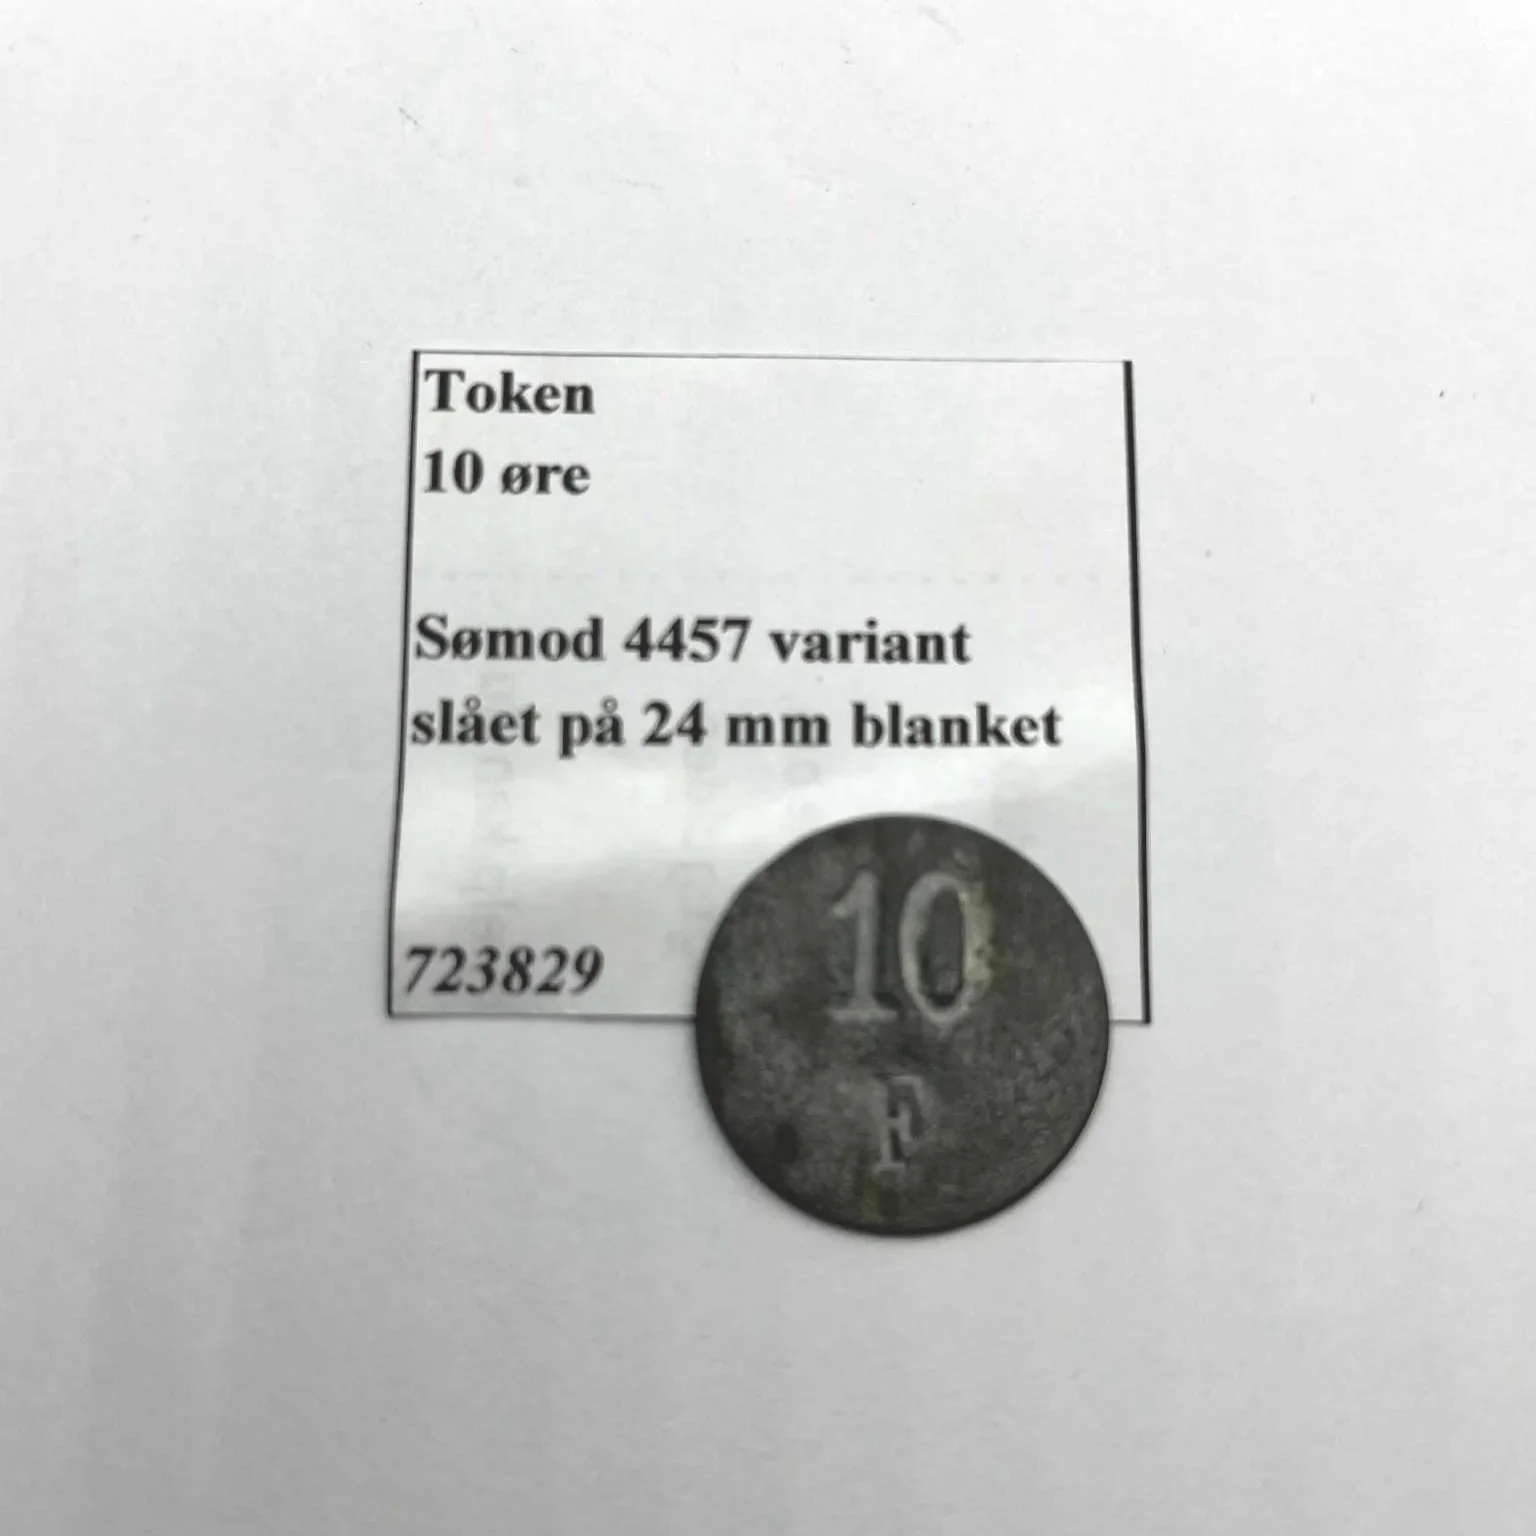 Token
10 øre
Sømod 4457 variant
slået på 24 mm blanket
723829
10
F